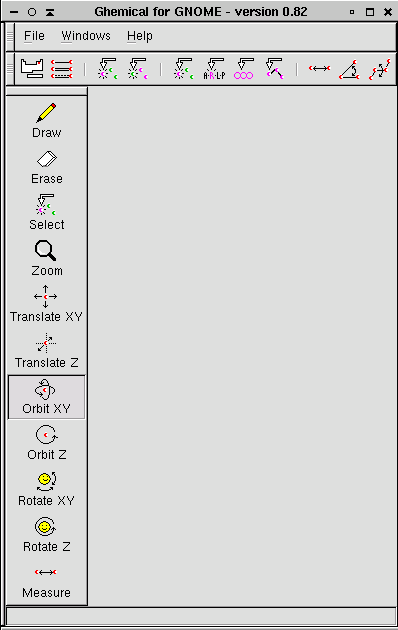 Ghemical for GNOME - version 0.82
File Windows Help
A·R·L·P
Draw
Erase
Select
Zoom
Translate XY
Translate Z
Orbit XY
Orbit Z
Rotate XY
Rotate Z
Measure